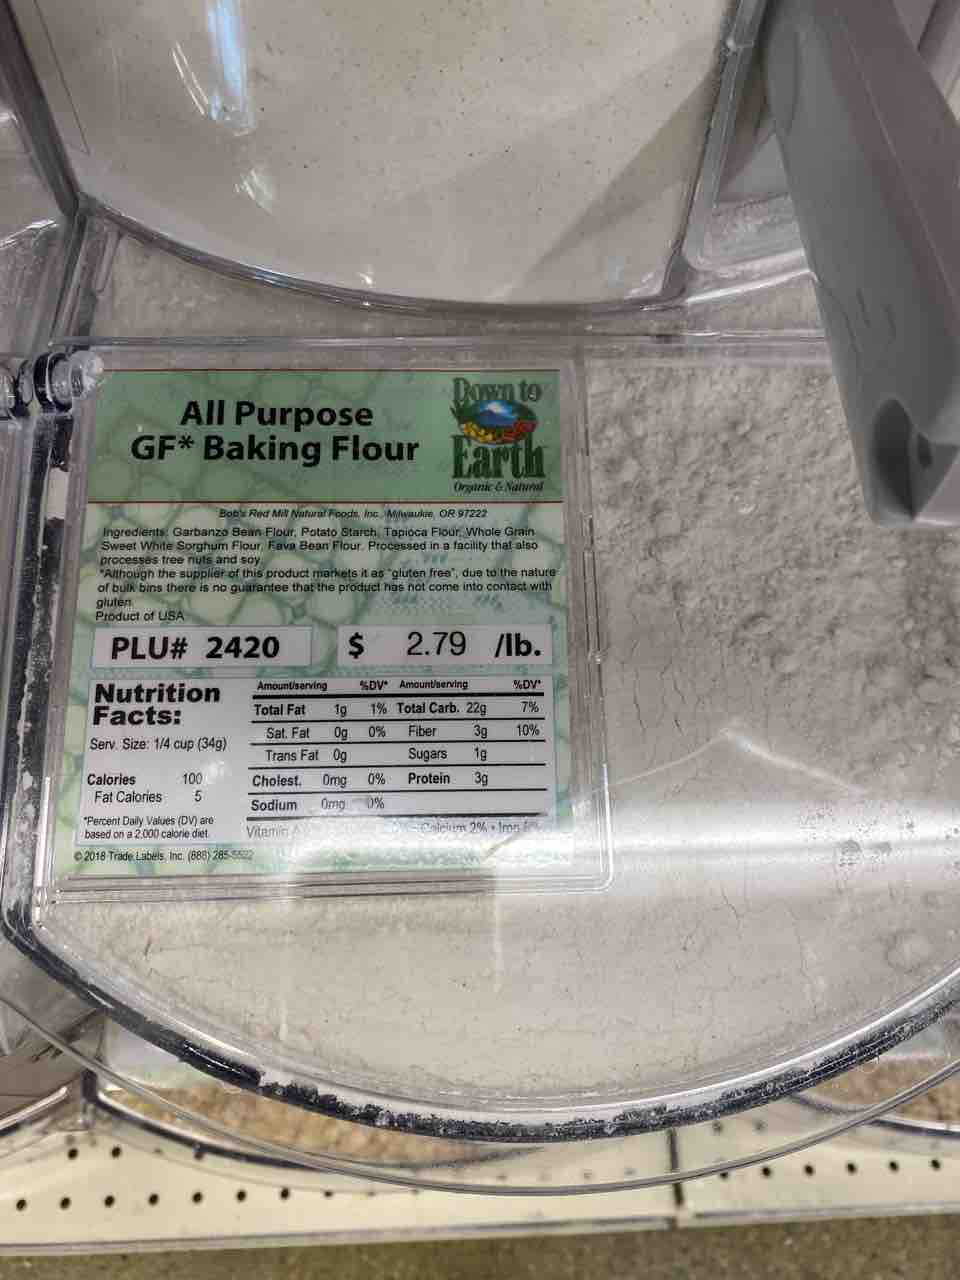 All Purpose
GF* Baking Flour
Down to
Earth
Organic & Natural
Bob's Red Mill Natural Foods, Inc. Milwaukie, OR 97222
Ingredients: Garbanzo Bean Flour, Potato Starch, Tapioca Flour, Whole Grain
Sweet White Sorghum Flour, Fava Bean Flour. Processed in a facility that also
processes tree nuts and soy.
*Although the supplier of this product markets it as "gluten free", due to the nature
of bulk bins there is no guarantee that the product has not come into contact with
gluten.
Product of USA
PLU# 2420 $ 2.79 /lb.
Nutrition
Facts:
Serv. Size: 1/4 cup (34g)
Calories 100
Fat Calories 5
*Percent Daily Values (DV) are
based on a 2,000 calorie diet.
Amount/serving %DV* Amount/serving %DV*
Total Fat 1g 1% Total Carb. 22g 7%
Sat. Fat 0g 0% Fiber 3g 10%
Trans Fat 0g Sugars 1g
Cholest. 0mg 0% Protein 3g
Sodium 0mg 0%
Vitamin A Calcium 2% • Iron
© 2018 Trade Labels, Inc. (888) 285-5522